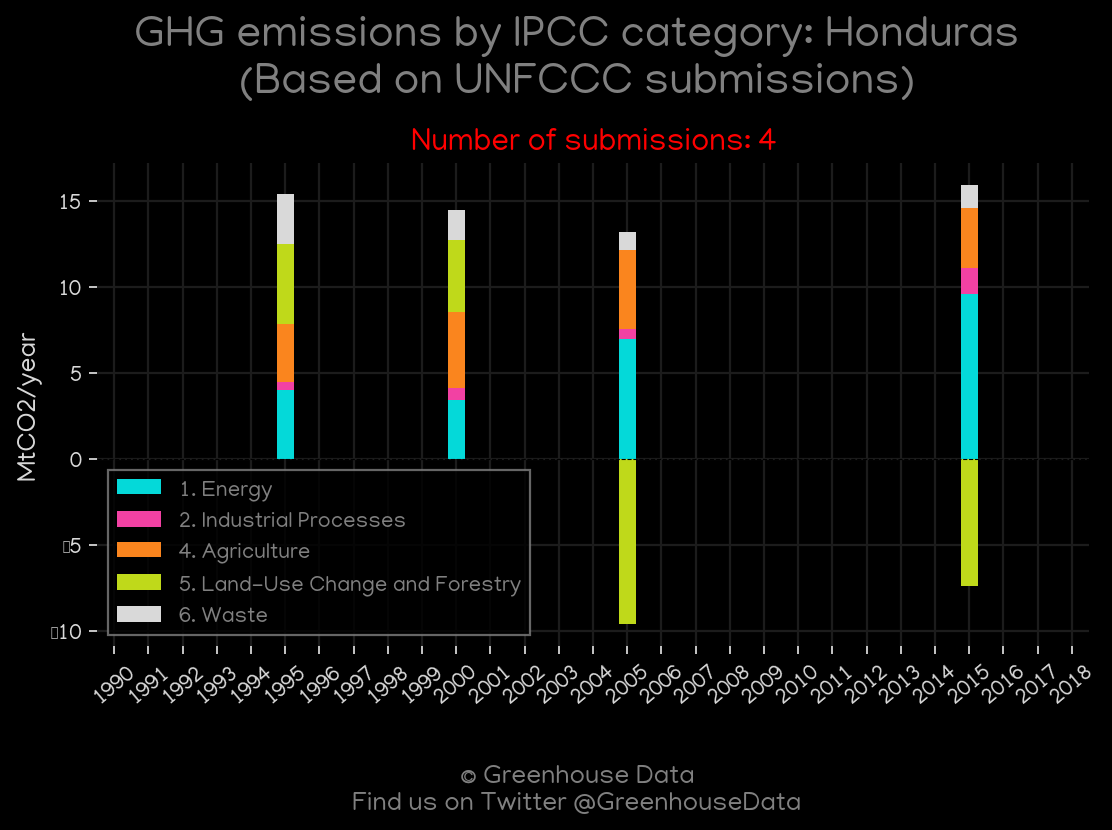 GHG emissions by IPCC category: Honduras
(Based on UNFCCC submissions)
Number of submissions: 4
MtCO2/year
15
10
5
0
▯5
▯10
1. Energy
2. Industrial Processes
4. Agriculture
5. Land-Use Change and Forestry
6. Waste
1990 1991 1992 1993 1994 1995 1996 1997 1998 1999 2000 2001 2002 2003 2004 2005 2006 2007 2008 2009 2010 2011 2012 2013 2014 2015 2016 2017 2018
© Greenhouse Data
Find us on Twitter @GreenhouseData